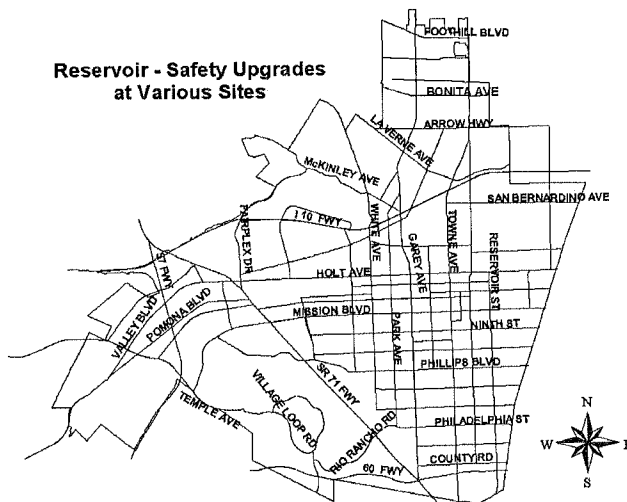 Reservoir - Safety Upgrades
at Various Sites
FOOTHILL BLVD
BONITA AVE
ARROW HWY
LA VERNE AVE
McKINLEY AVE
SAN BERNARDINO AVE
I 10 FWY
FAIRPLEX DR
WHITE AVE
GAREY AVE
TOWNE AVE
RESERVOIR ST
57 FWY
HOLT AVE
VALLEY BLVD
POMONA BLVD
MISSION BLVD
PARK AVE
NINTH ST
PHILLIPS BLVD
SR 71 FWY
VILLAGE LOOP RD
TEMPLE AVE
RIO RANCHO RD
PHILADELPHIA ST
COUNTY RD
60 FWY
N
W
E
S